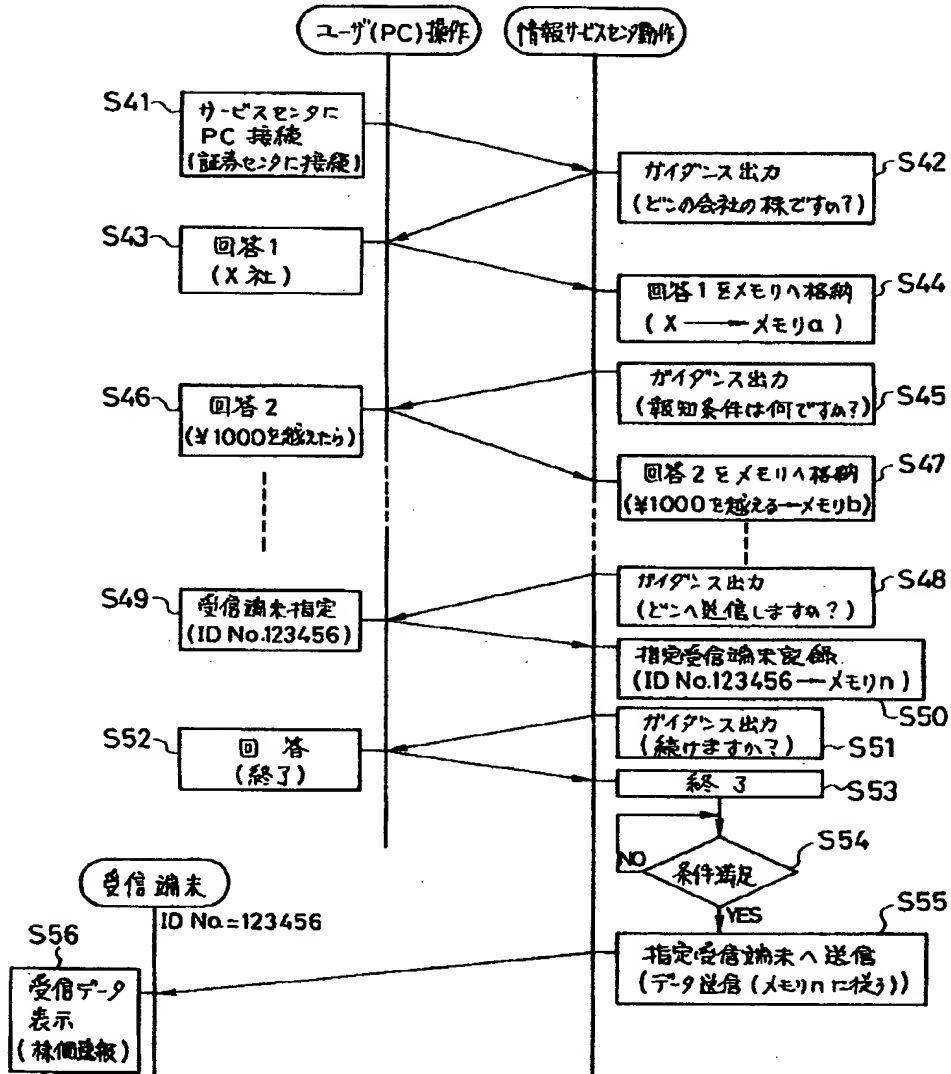 ユーザ(PC)操作
情報サービスセンタ動作
S41
サービスセンタに
PC 接続
(証券センタに接続)
ガイダンス出力
(どこの会社の株ですか?)
S42
S43
回答1
(X社)
回答1をメモリへ格納
(X→メモリa)
S44
S46
回答2
(¥1000を越えたら)
ガイダンス出力
(報知条件は何ですか?)
S45
回答2をメモリへ格納
(¥1000を越える→メモリb)
S47
S49
受信端末指定
(ID No.123456)
ガイダンス出力
(どこへ送信しますか?)
S48
指定受信端末記録
(ID No.123456→メモリn)
S50
S52
回答
(終了)
ガイダンス出力
(続けますか?)
S51
終了
S53
条件満足
S54
NO
YES
受信端末
ID No.=123456
S55
指定受信端末へ送信
(データ送信(メモリnに従う))
S56
受信データ
表示
(株価速報)